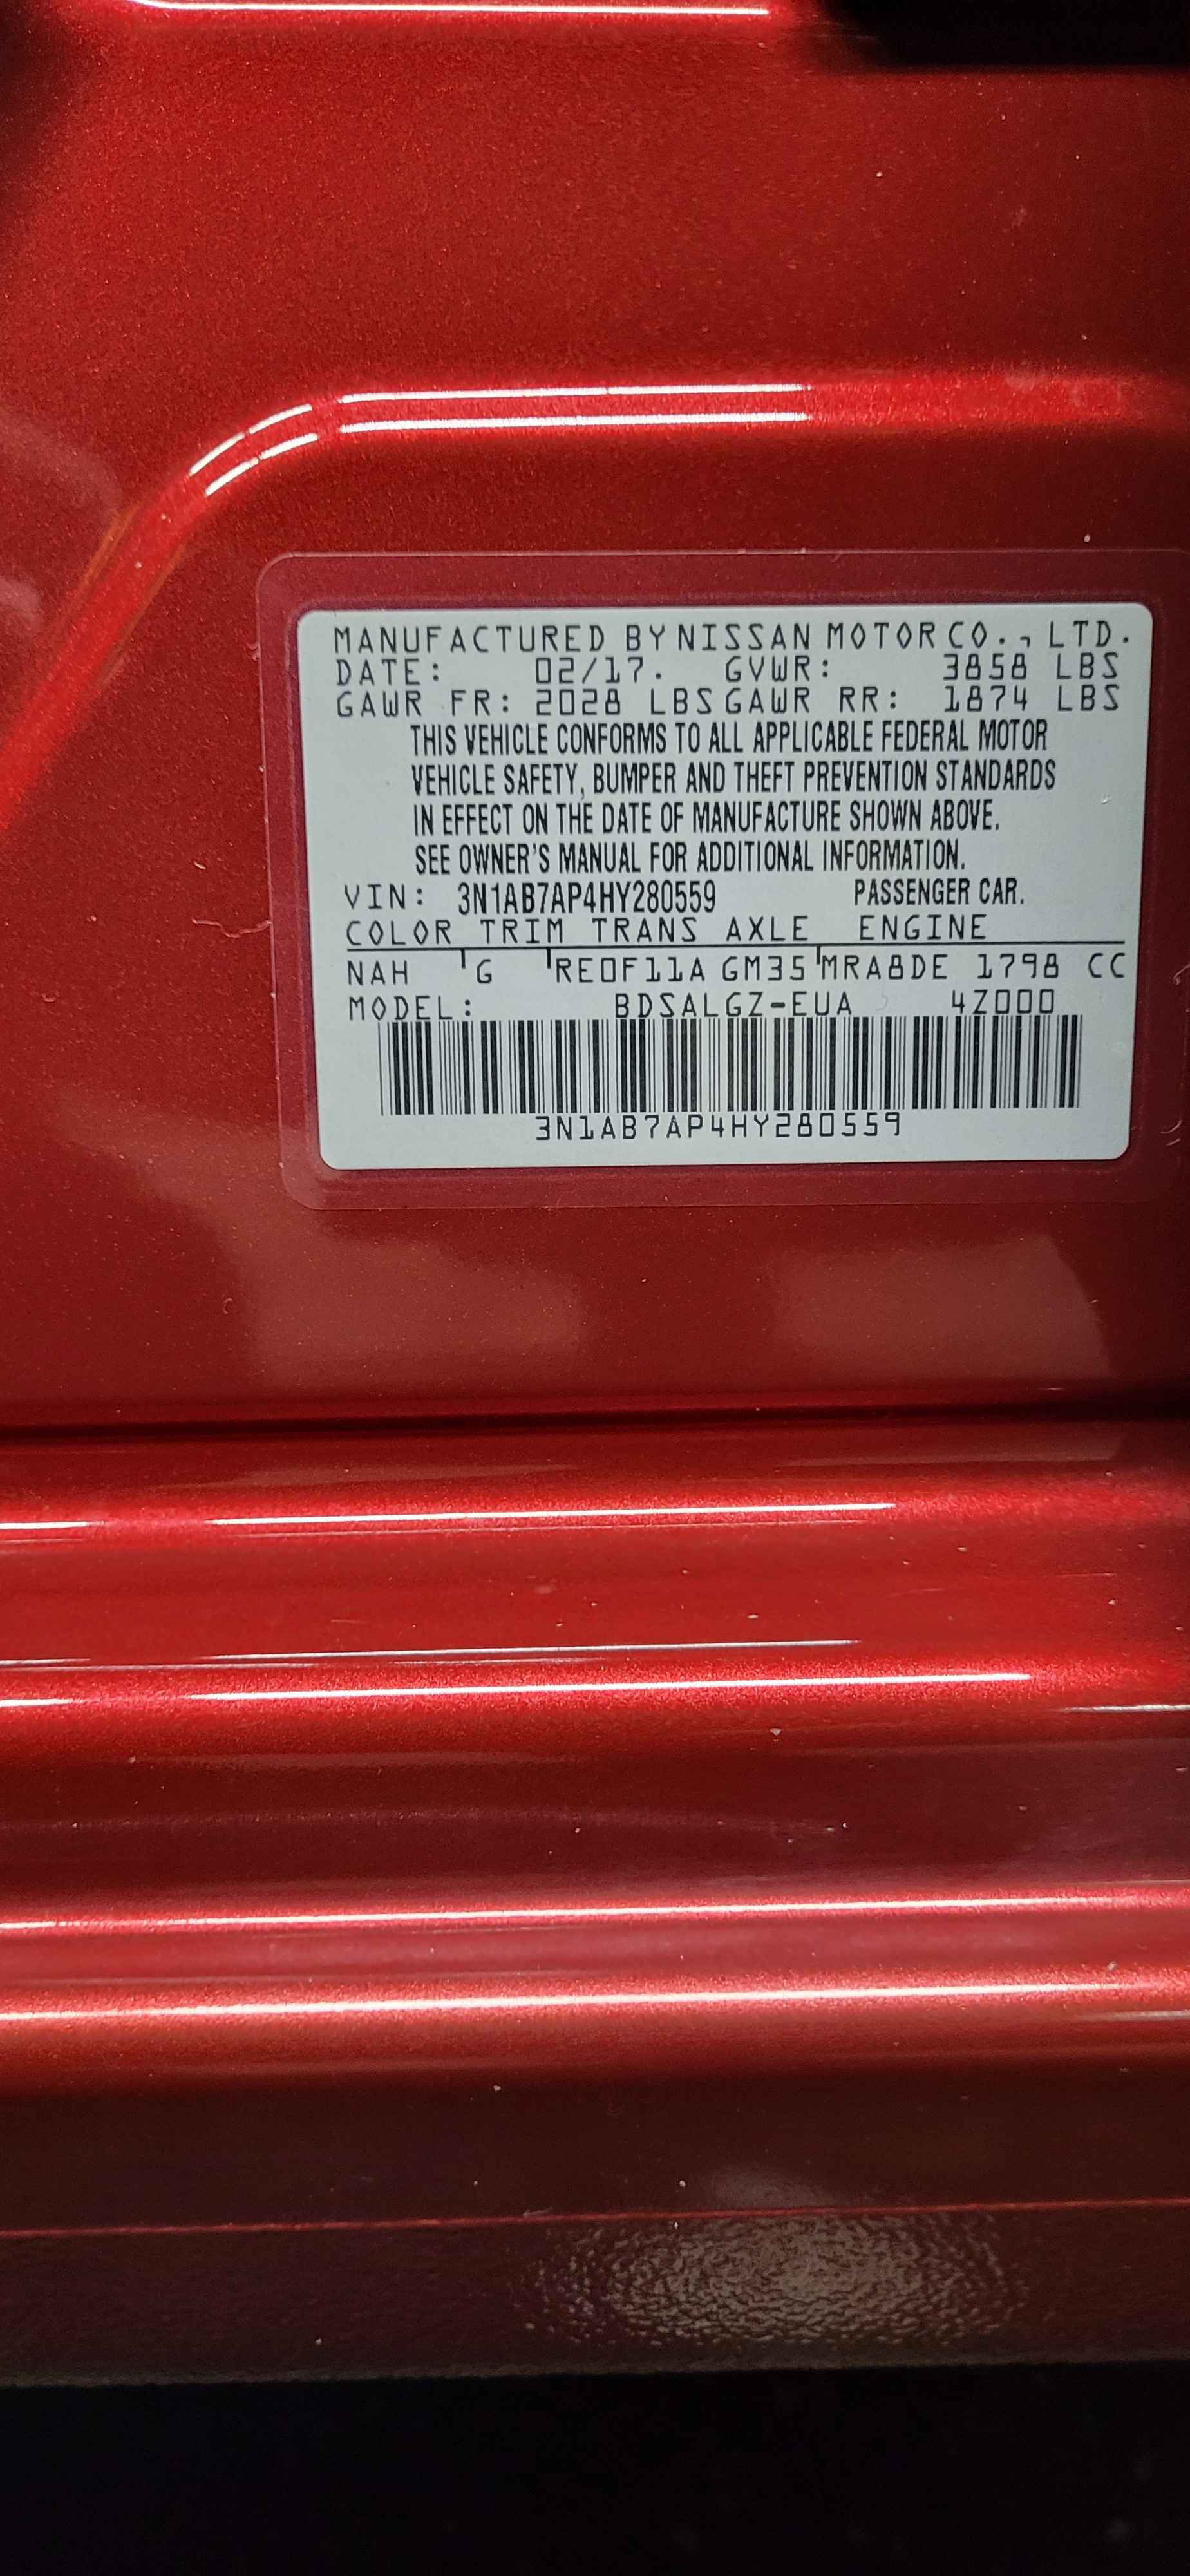 MANUFACTURED BY NISSAN MOTOR CO., LTD.
DATE: 02/17. GVWR: 3858 LBS
GAWR FR: 2028 LBS GAWR RR: 1874 LBS
THIS VEHICLE CONFORMS TO ALL APPLICABLE FEDERAL MOTOR
VEHICLE SAFETY, BUMPER AND THEFT PREVENTION STANDARDS
IN EFFECT ON THE DATE OF MANUFACTURE SHOWN ABOVE.
SEE OWNER'S MANUAL FOR ADDITIONAL INFORMATION.
VIN: 3N1AB7AP4HY280559 PASSENGER CAR.
COLOR TRIM TRANS AXLE ENGINE
NAH G RE0F11A GM35 MRA8DE 1798 CC
MODEL: BDSALGZ-EUA 4Z000
3N1AB7AP4HY280559